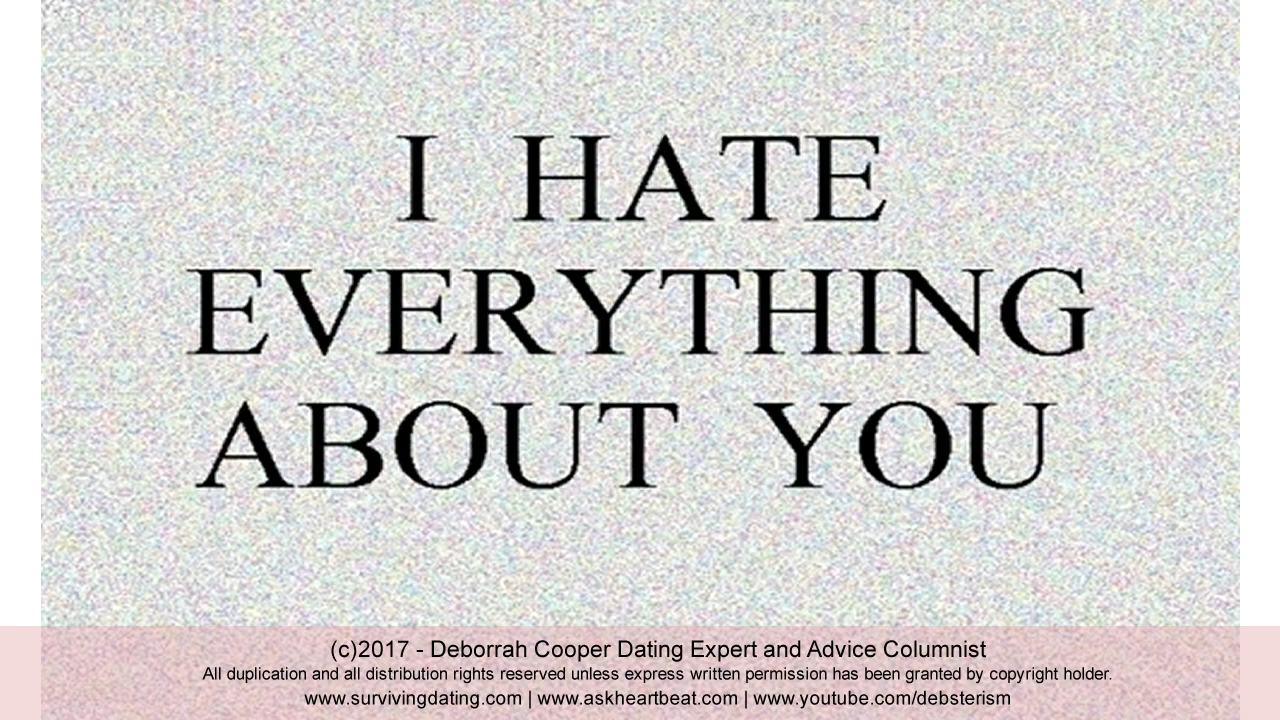 I HATE
EVERYTHING
ABOUT YOU
(c)2017 - Deborrah Cooper Dating Expert and Advice Columnist
All duplication and all distribution rights reserved unless express written permission has been granted by copyright holder.
www.survivingdating.com | www.askheartbeat.com | www.youtube.com/debsterism